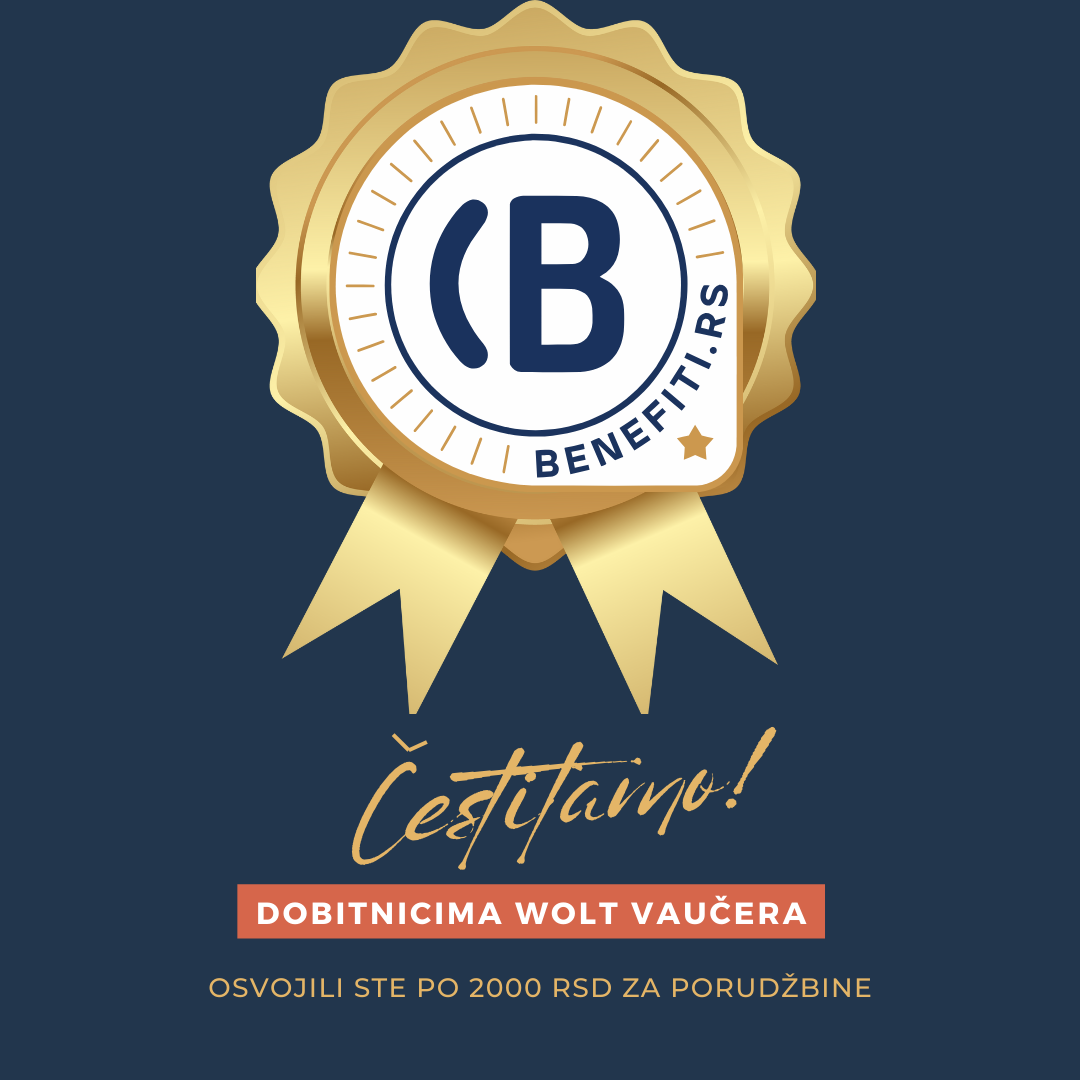 (B
BENEFITI.RS
Čestitamo!
DOBITNICIMA WOLT VAUČERA
OSVOJILI STE PO 2000 RSD ZA PORUDŽBINE